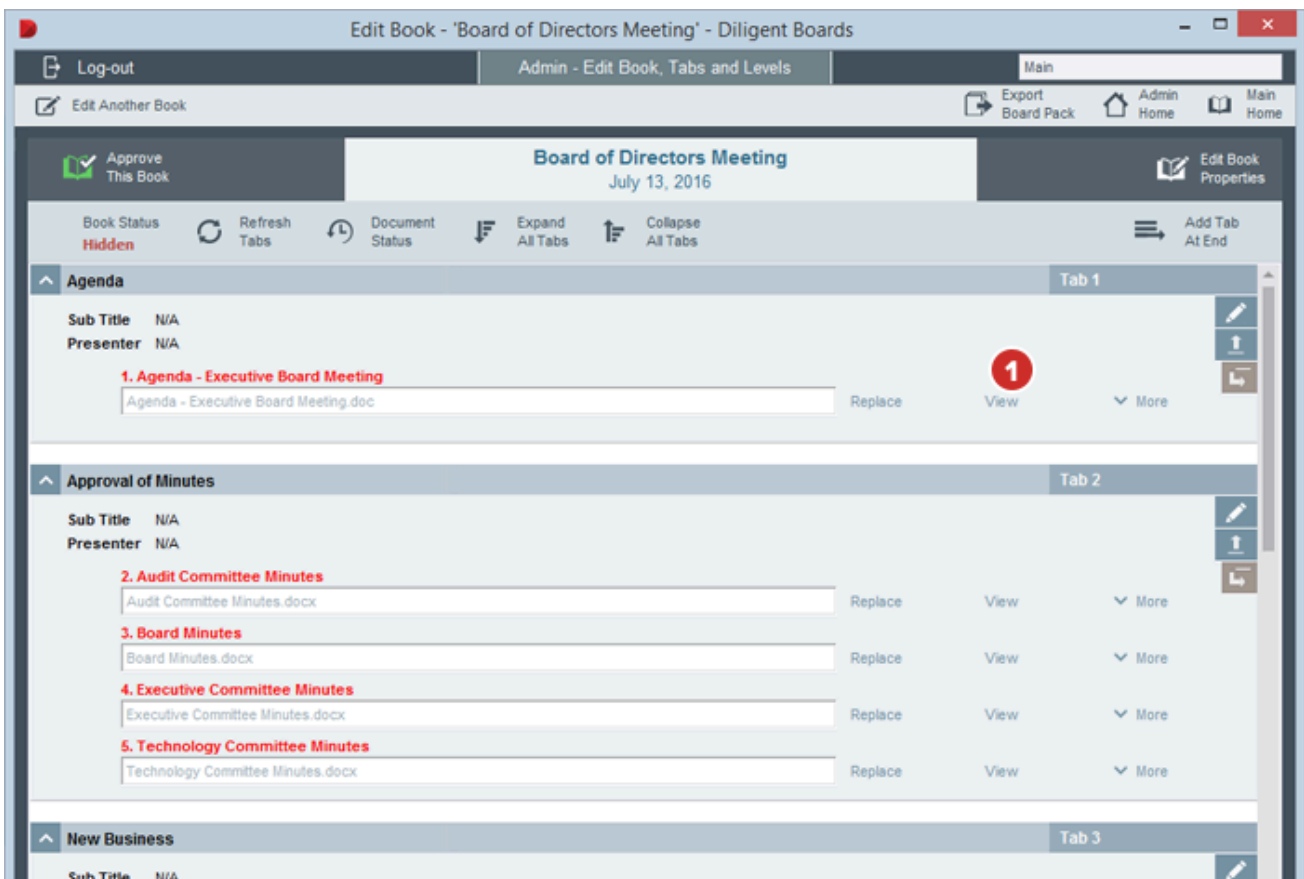 Edit Book - 'Board of Directors Meeting' - Diligent Boards
Log-out
Admin - Edit Book, Tabs and Levels
Main
Edit Another Book
Export
Board Pack
Admin
Home
Main
Home
Approve
This Book
Board of Directors Meeting
July 13, 2016
Edit Book
Properties
Book Status
Hidden
Refresh
Tabs
Document
Status
Expand
All Tabs
Collapse
All Tabs
Add Tab
At End
Agenda Tab 1
Sub Title N/A
Presenter N/A
1. Agenda - Executive Board Meeting
1
Agenda - Executive Board Meeting.doc Replace View More
Approval of Minutes Tab 2
Sub Title N/A
Presenter N/A
2. Audit Committee Minutes
Audit Committee Minutes.docx Replace View More
3. Board Minutes
Board Minutes.docx Replace View More
4. Executive Committee Minutes
Executive Committee Minutes.docx Replace View More
5. Technology Committee Minutes
Technology Committee Minutes.docx Replace View More
New Business Tab 3
Sub Title N/A